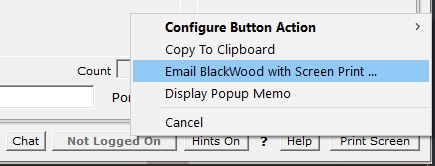 Configure Button Action
Copy To Clipboard
Count
Email BlackWood with Screen Print ...
Display Popup Memo
Cancel
Chat
Not Logged On
Hints On
?
Help
Print Screen